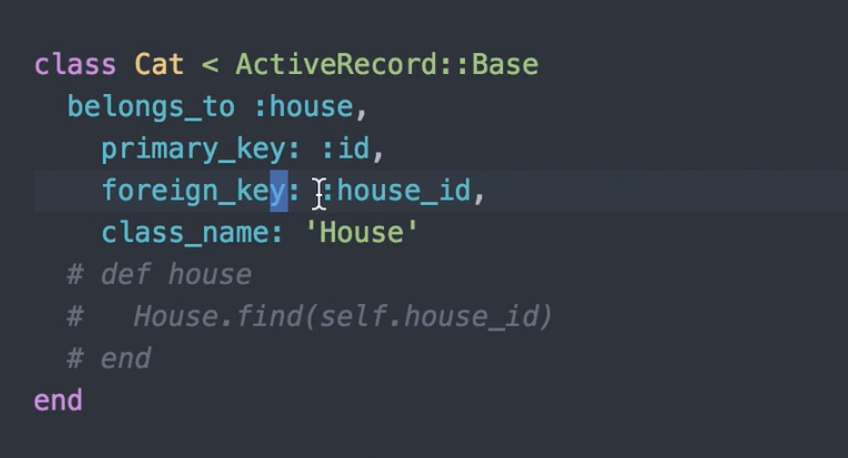 class Cat < ActiveRecord::Base
  belongs_to :house,
    primary_key: :id,
    foreign_key: :house_id,
    class_name: 'House'
  # def house
  #   House.find(self.house_id)
  # end
end